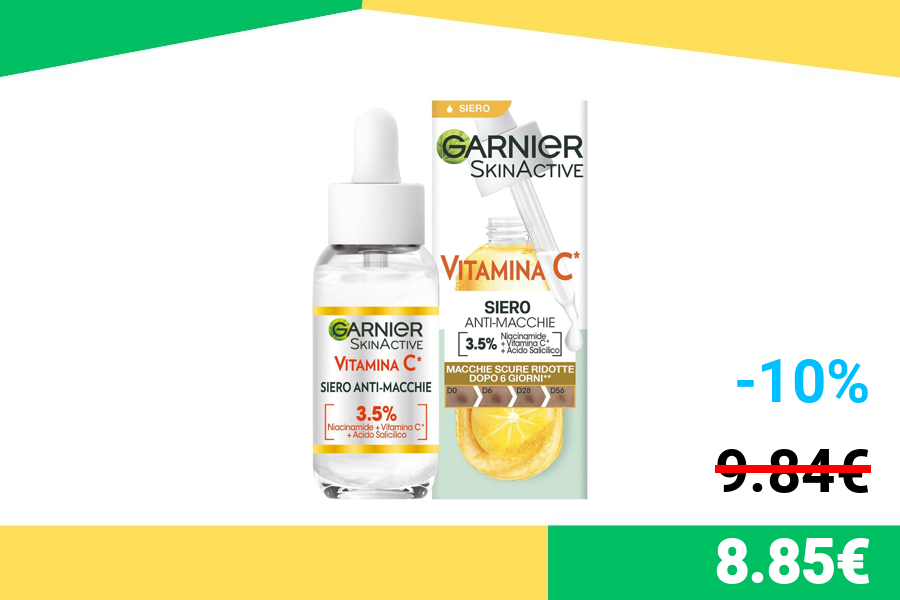 SIERO
GARNIER
SKINACTIVE
VITAMINA C*
SIERO
ANTI-MACCHIE
3.5%
Niacinamide
+ Vitamina C*
+ Acido Salicilico
MACCHIE SCURE RIDOTTE
DOPO 6 GIORNI**
D0 D6 D28 D56
GARNIER
SKINACTIVE
VITAMINA C*
SIERO ANTI-MACCHIE
3.5%
Niacinamide + Vitamina C*
+ Acido Salicilico
-10%
9.84€
8.85€